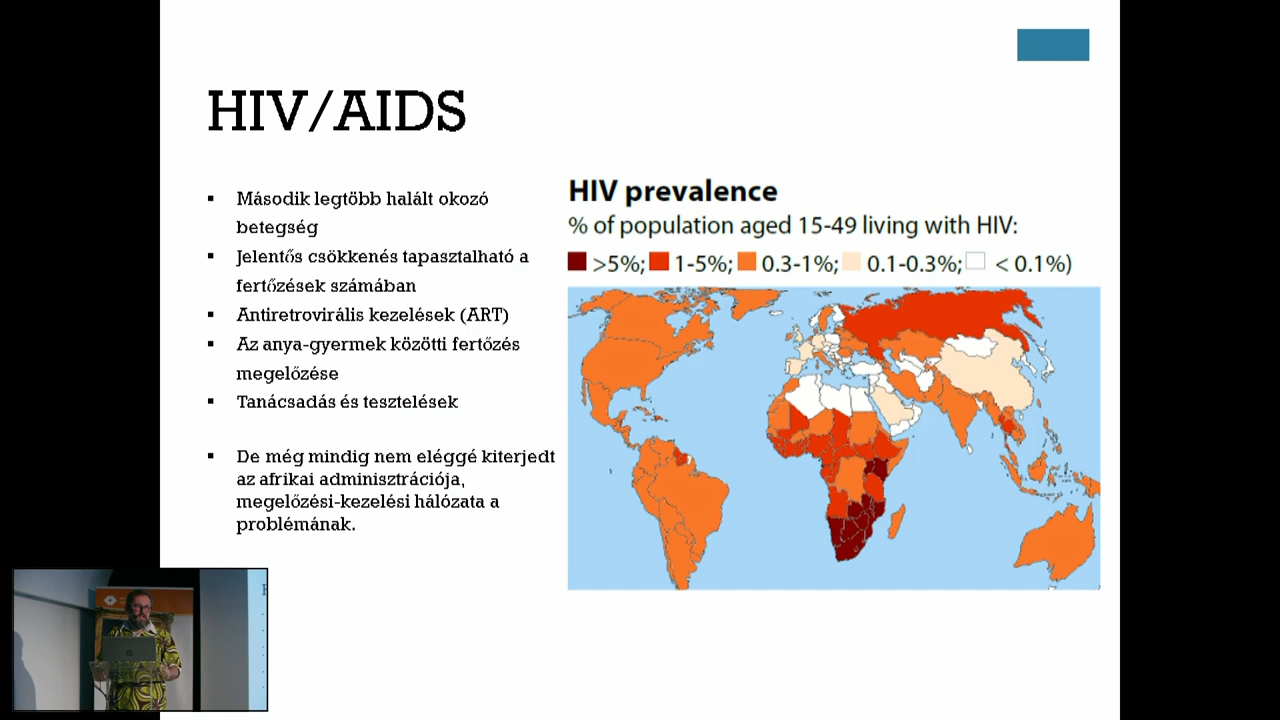 HIV/AIDS
▪ Második legtöbb halált okozó
betegség
▪ Jelentős csökkenés tapasztalható a
fertőzések számában
▪ Antiretrovirális kezelések (ART)
▪ Az anya-gyermek közötti fertőzés
megelőzése
▪ Tanácsadás és tesztelések
▪ De még mindig nem eléggé kiterjedt
az afrikai adminisztrációja,
megelőzési-kezelési hálózata a
problémának.
HIV prevalence
% of population aged 15-49 living with HIV:
>5%; 1-5%; 0.3-1%; 0.1-0.3%; < 0.1%)